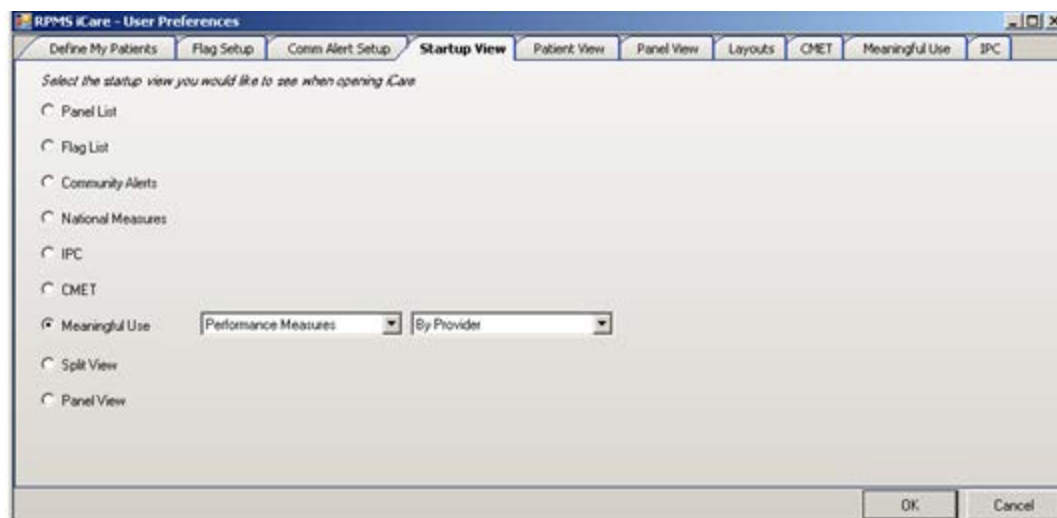 RPMS iCare - User Preferences
Define My Patients Flag Setup Comm Alert Setup Startup View Patient View Panel View Layouts CMET Meaningful Use IPC
Select the startup view you would like to see when opening iCare
Panel List
Flag List
Community Alerts
National Measures
IPC
CMET
Meaningful Use Performance Measures By Provider
Split View
Panel View
OK Cancel